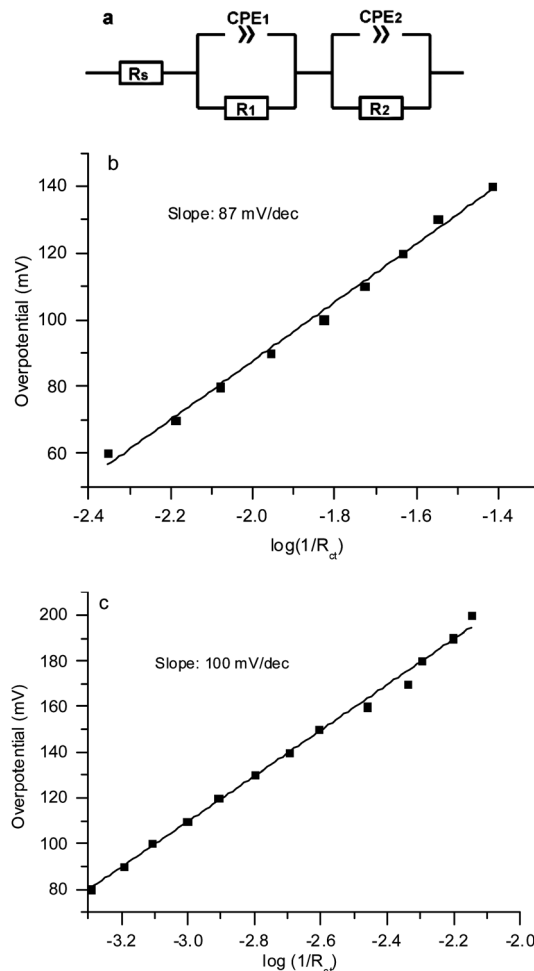 a
CPE1
CPE2
Rs
R1
R2
b
Slope: 87 mV/dec
Overpotential (mV)
140
120
100
80
60
-2.4 -2.2 -2.0 -1.8 -1.6 -1.4
log(1/Rct)
c
Slope: 100 mV/dec
Overpotential (mV)
200
180
160
140
120
100
80
-3.2 -3.0 -2.8 -2.6 -2.4 -2.2 -2.0
log (1/Rct)